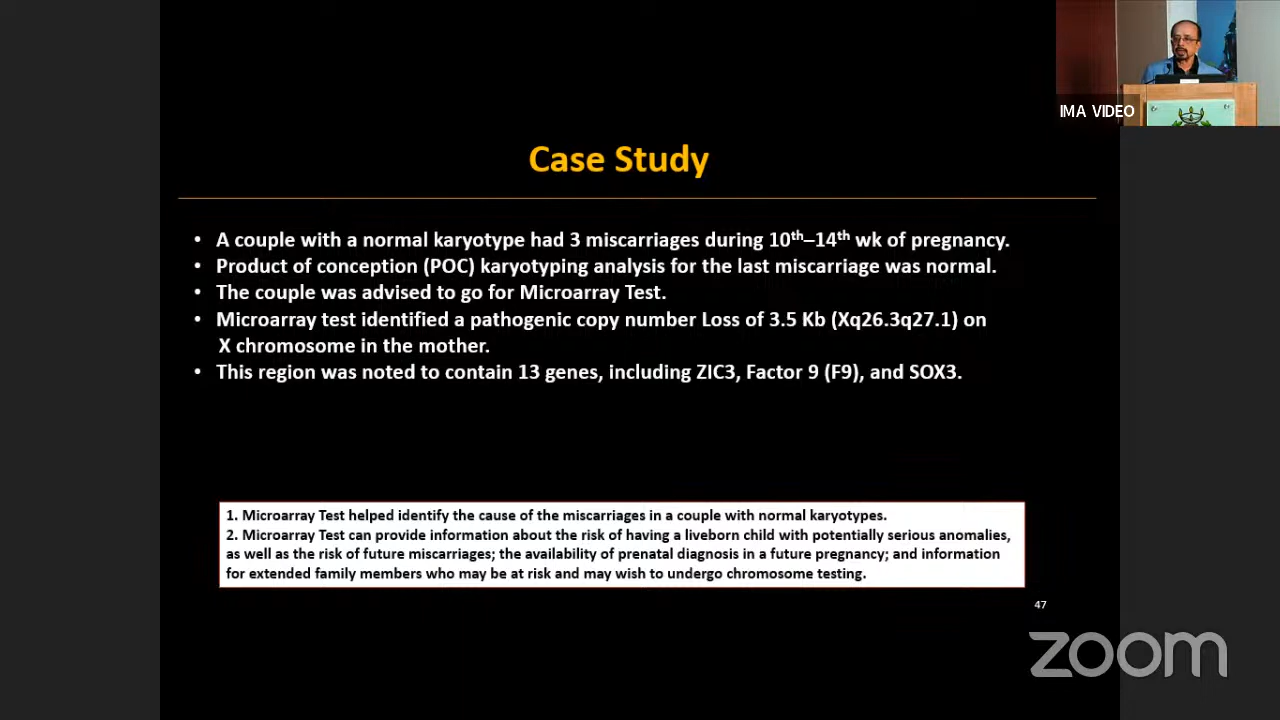 IMA VIDEO
Case Study
• A couple with a normal karyotype had 3 miscarriages during 10th–14th wk of pregnancy.
• Product of conception (POC) karyotyping analysis for the last miscarriage was normal.
• The couple was advised to go for Microarray Test.
• Microarray test identified a pathogenic copy number Loss of 3.5 Kb (Xq26.3q27.1) on
X chromosome in the mother.
• This region was noted to contain 13 genes, including ZIC3, Factor 9 (F9), and SOX3.
1. Microarray Test helped identify the cause of the miscarriages in a couple with normal karyotypes.
2. Microarray Test can provide information about the risk of having a liveborn child with potentially serious anomalies,
as well as the risk of future miscarriages; the availability of prenatal diagnosis in a future pregnancy; and information
for extended family members who may be at risk and may wish to undergo chromosome testing.
47
zoom